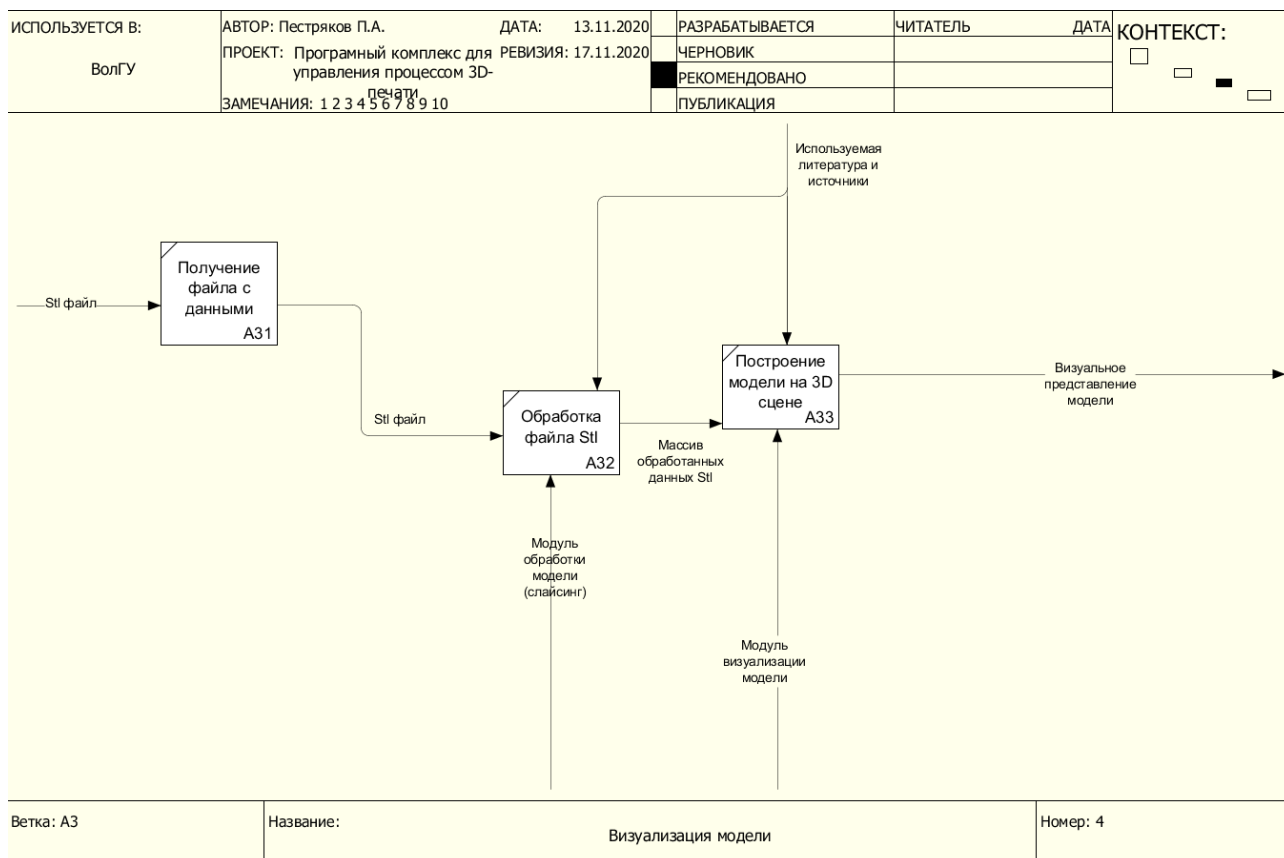 ИСПОЛЬЗУЕТСЯ В:
ВолГУ
АВТОР: Пестряков П.А.
ДАТА: 13.11.2020
ПРОЕКТ: Програмный комплекс для
управления процессом 3D-
печати
РЕВИЗИЯ: 17.11.2020
ЗАМЕЧАНИЯ: 1 2 3 4 5 6 7 8 9 10
РАЗРАБАТЫВАЕТСЯ
ЧЕРНОВИК
РЕКОМЕНДОВАНО
ПУБЛИКАЦИЯ
ЧИТАТЕЛЬ
ДАТА
КОНТЕКСТ:
Используемая
литература и
источники
Stl файл
Получение
файла с
данными
A31
Stl файл
Обработка
файла Stl
A32
Массив
обработанных
данных Stl
Построение
модели на 3D
сцене
A33
Визуальное
представление
модели
Модуль
обработки
модели
(слайсинг)
Модуль
визуализации
модели
Ветка: A3
Название:
Визуализация модели
Номер: 4